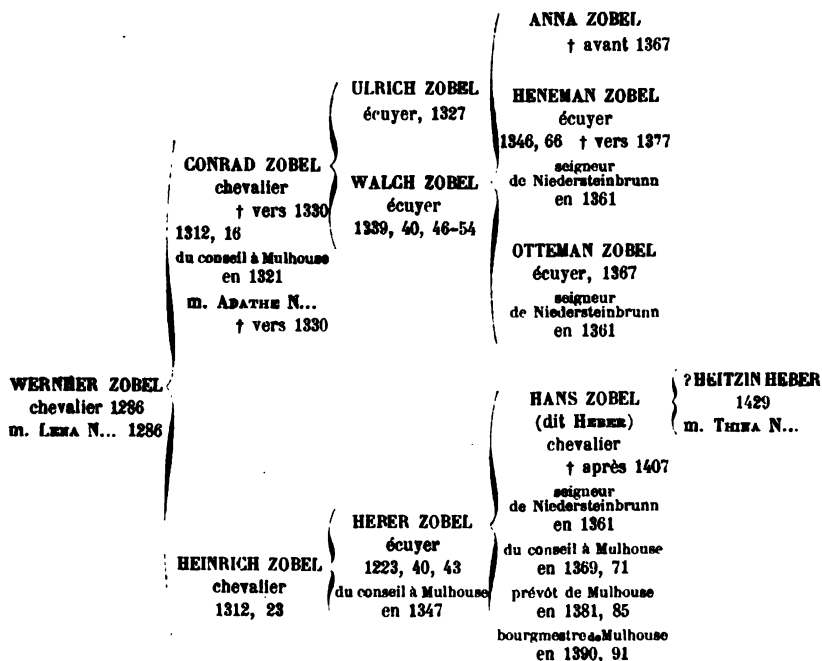 WERNHER ZOBEL
chevalier 1286
m. LENA N... 1286
CONRAD ZOBEL
chevalier
† vers 1330
1312, 16
du conseil à Mulhouse
en 1321
m. ADATHE N...
† vers 1330
HEINRICH ZOBEL
chevalier
1312, 23
ULRICH ZOBEL
écuyer, 1327
WALCH ZOBEL
écuyer
1339, 40, 46-54
HEBER ZOBEL
écuyer
1223, 40, 43
du conseil à Mulhouse
en 1347
ANNA ZOBEL
† avant 1367
HENEMAN ZOBEL
écuyer
1346, 66 † vers 1377
seigneur
de Niedersteinbrunn
en 1361
OTTEMAN ZOBEL
écuyer, 1367
seigneur
de Niedersteinbrunn
en 1361
HANS ZOBEL
(dit HEBER)
chevalier
† après 1407
seigneur
de Niedersteinbrunn
en 1361
du conseil à Mulhouse
en 1369, 71
prévôt de Mulhouse
en 1381, 85
bourgmestre de Mulhouse
en 1390, 91
? HEITZIN HEBER
1429
m. THINA N...